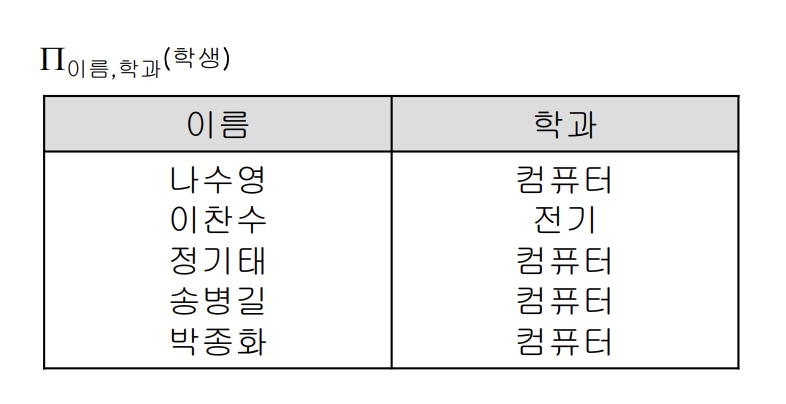 Π이름,학과(학생)
이름 학과
나수영 컴퓨터
이찬수 전기
정기태 컴퓨터
송병길 컴퓨터
박종화 컴퓨터